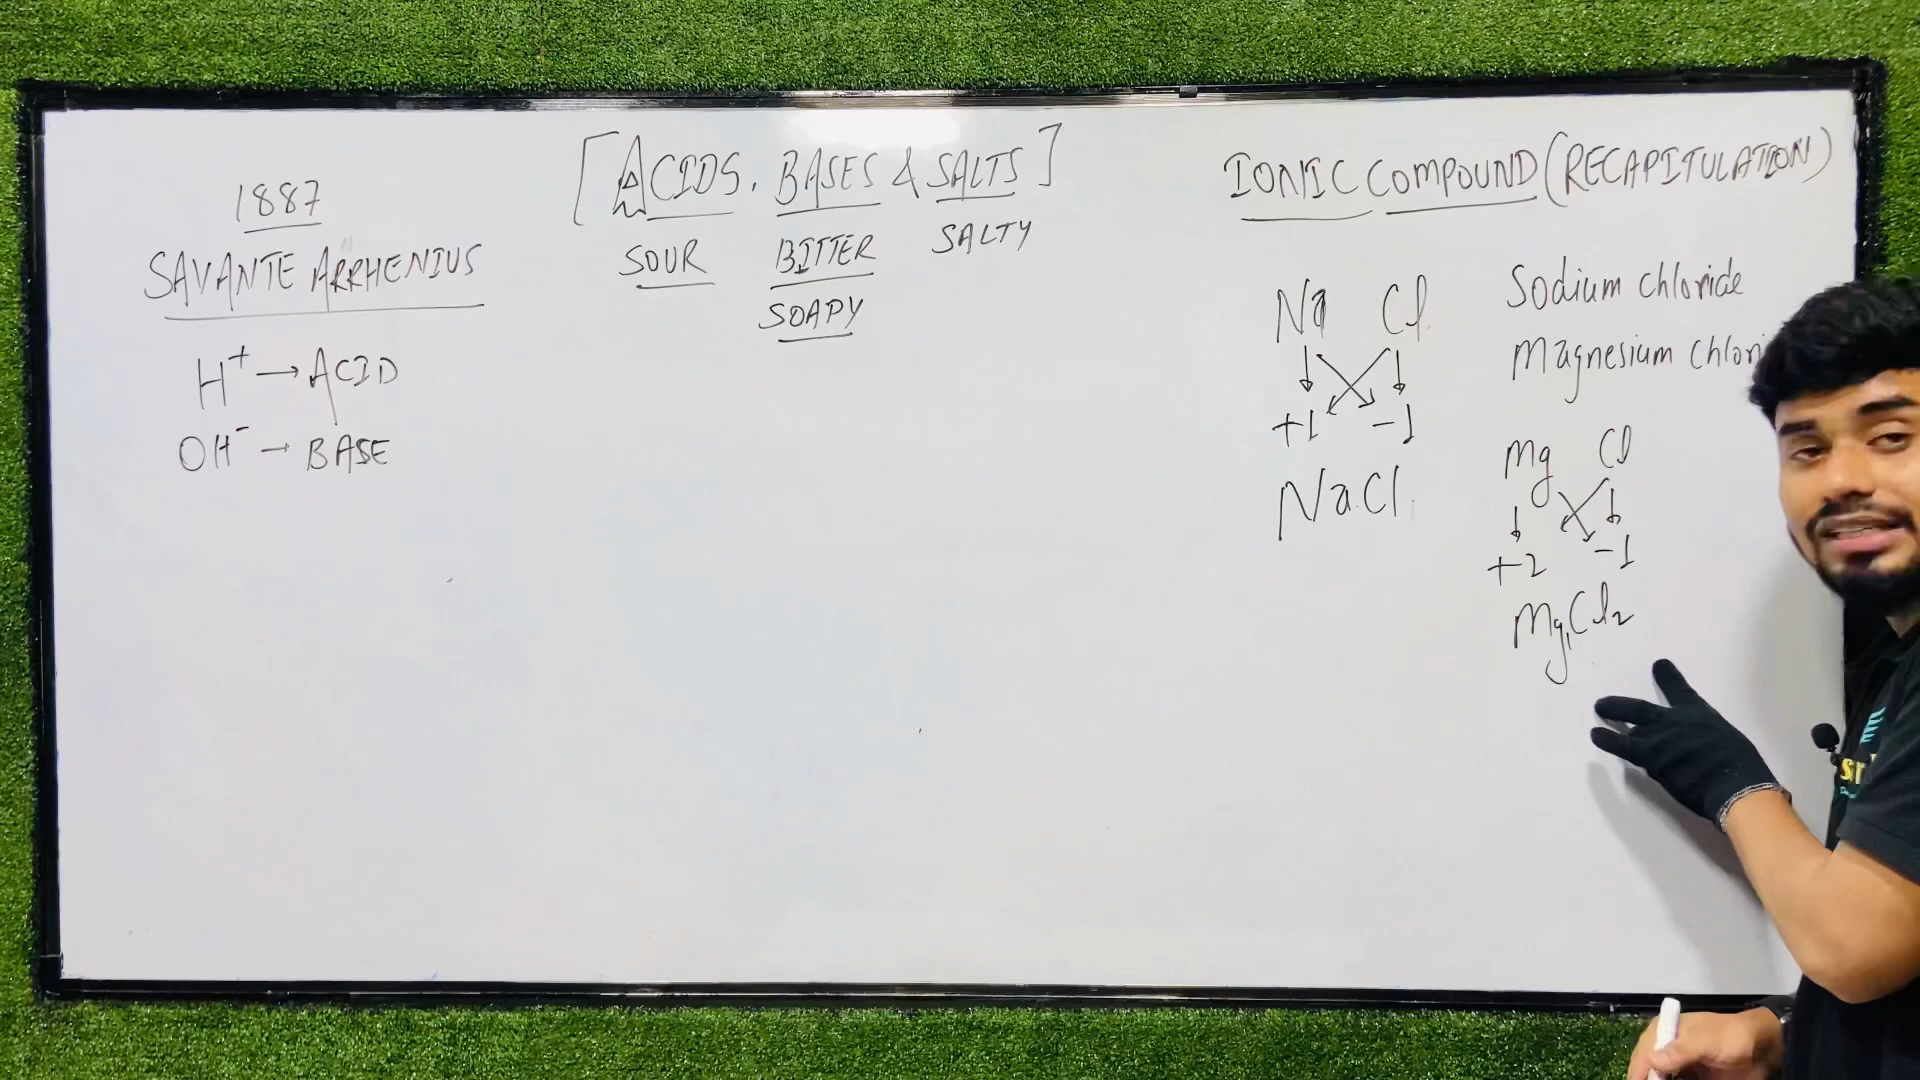 1887
SAVANTE ARRHENIUS
H⁺ → ACID
OH⁻ → BASE
[ACIDS, BASES & SALTS]
SOUR BITTER SALTY
SOAPY
IONIC COMPOUND (RECAPITULATION)
Na Cl
+1 -1
NaCl
Sodium chloride
Magnesium chlori
Mg Cl
+2 -1
Mg₁Cl₂